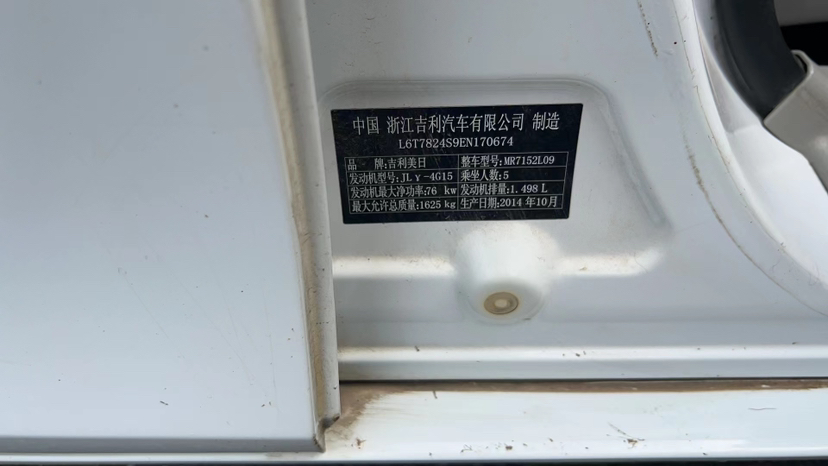 中国 浙江吉利汽车有限公司 制造
L6T7824S9EN170674
品 牌:吉利美日 整车型号:MR7152L09
发动机型号:JLγ-4G15 乘坐人数:5
发动机最大净功率:76 kw 发动机排量:1.498 L
最大允许总质量:1625kg 生产日期:2014 年10月